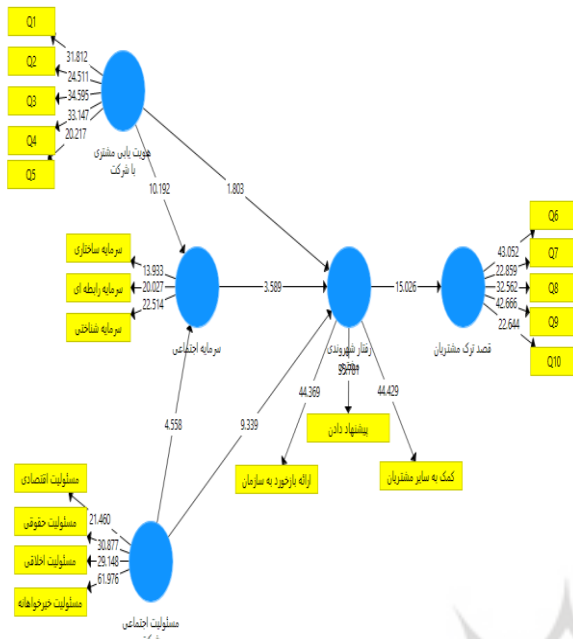 Q1
Q2
Q3
Q4
Q5
31.812
24.511
34.595
33.147
20.217
هویت یابی مشتری
با شرکت
10.192
1.803
Q6
Q7
Q8
Q9
Q10
43.052
22.859
32.562
42.666
22.644
سرمایه ساختاری
سرمایه رابطه ای
سرمایه شناختی
13.933
20.027
22.514
سرمایه اجتماعی
3.589
رفتار شهروندی
15.026
قصد ترک مشتریان
4.558
9.339
44.369
44.429
پیشنهاد دادن
ارائه بازخورد به سازمان
کمک به سایر مشتریان
مسئولیت اقتصادی
مسئولیت حقوقی
مسئولیت اخلاقی
مسئولیت خیرخواهانه
21.460
30.877
29.148
61.976
مسئولیت اجتماعی